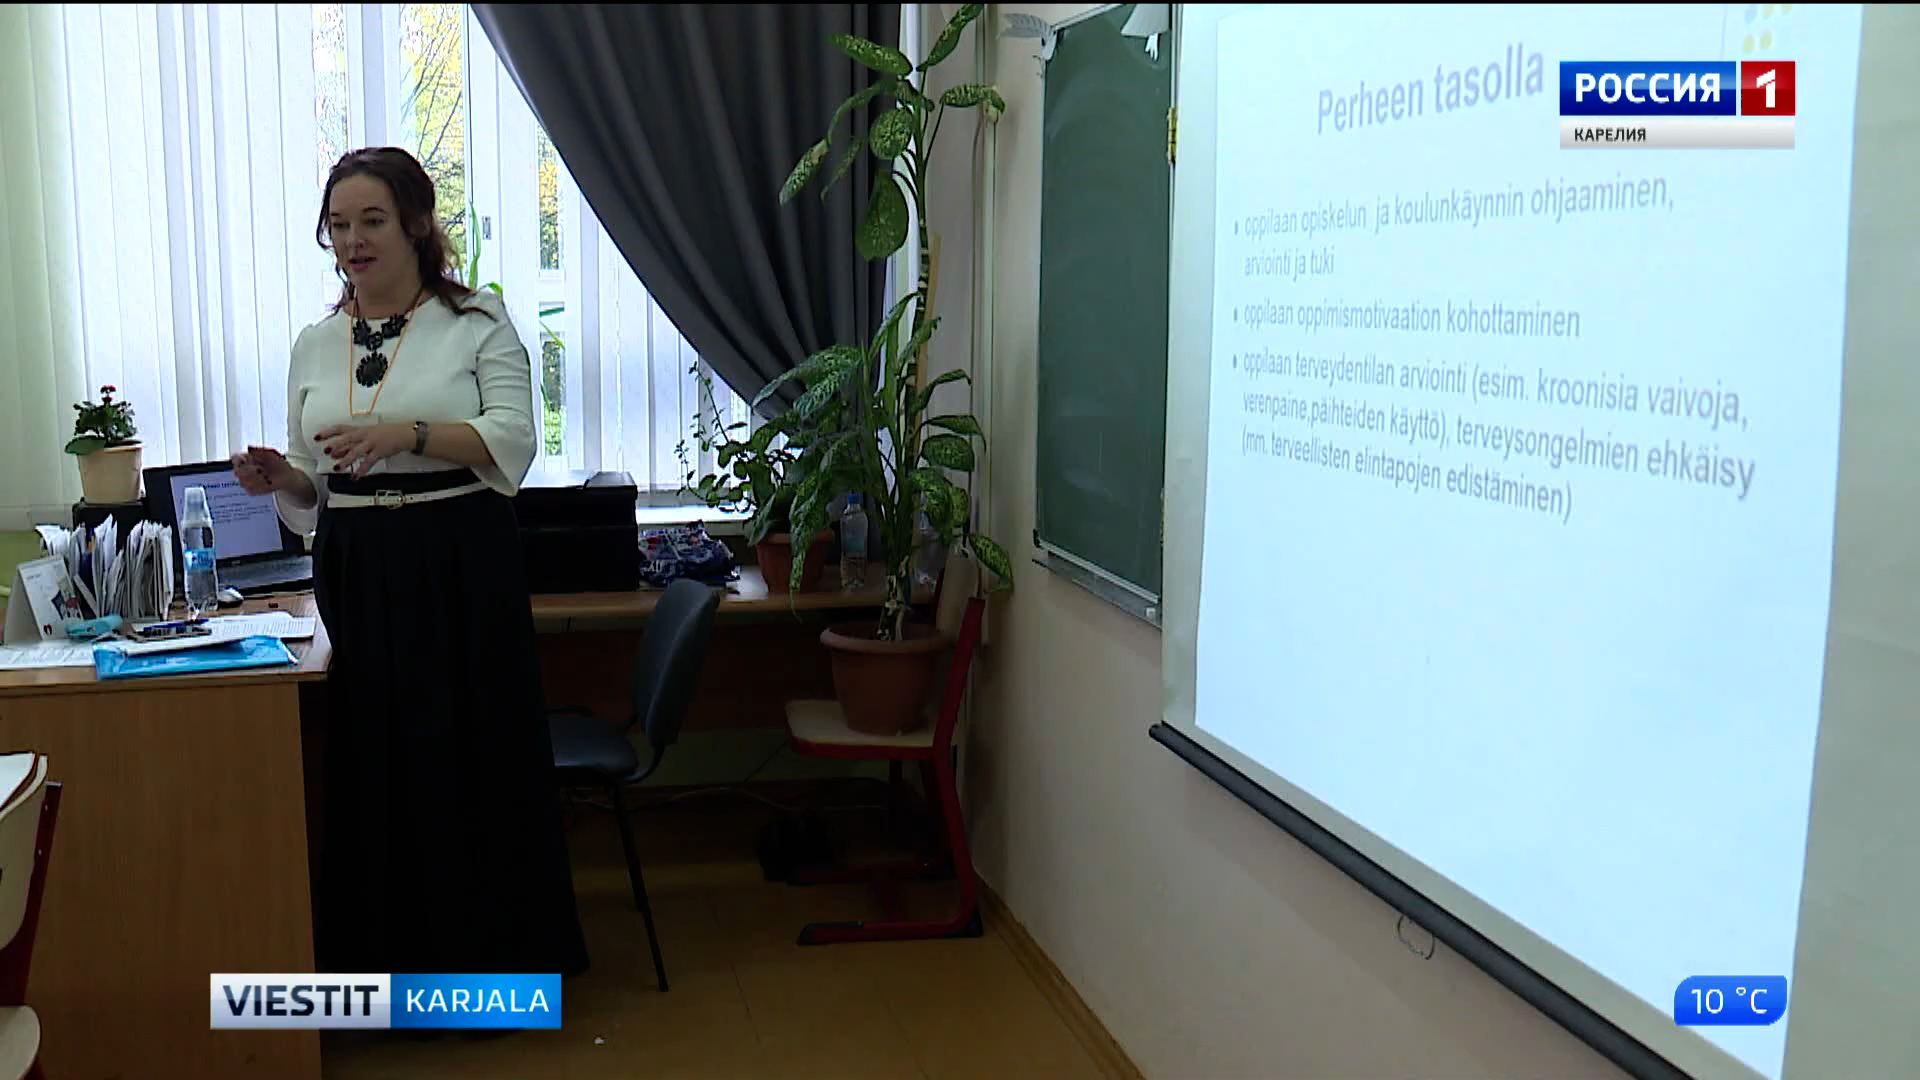 Perheen tasolla
РОССИЯ 1
КАРЕЛИЯ
• oppilaan opiskelun ja koulunkäynnin ohjaaminen,
arviointi ja tuki
• oppilaan oppimismotivaation kohottaminen
• oppilaan terveydentilan arviointi (esim. kroonisia vaivoja,
verenpaine,päihteiden käyttö), terveysongelmien ehkäisy
(mm. terveellisten elintapojen edistäminen)
VIESTIT KARJALA
10 °C